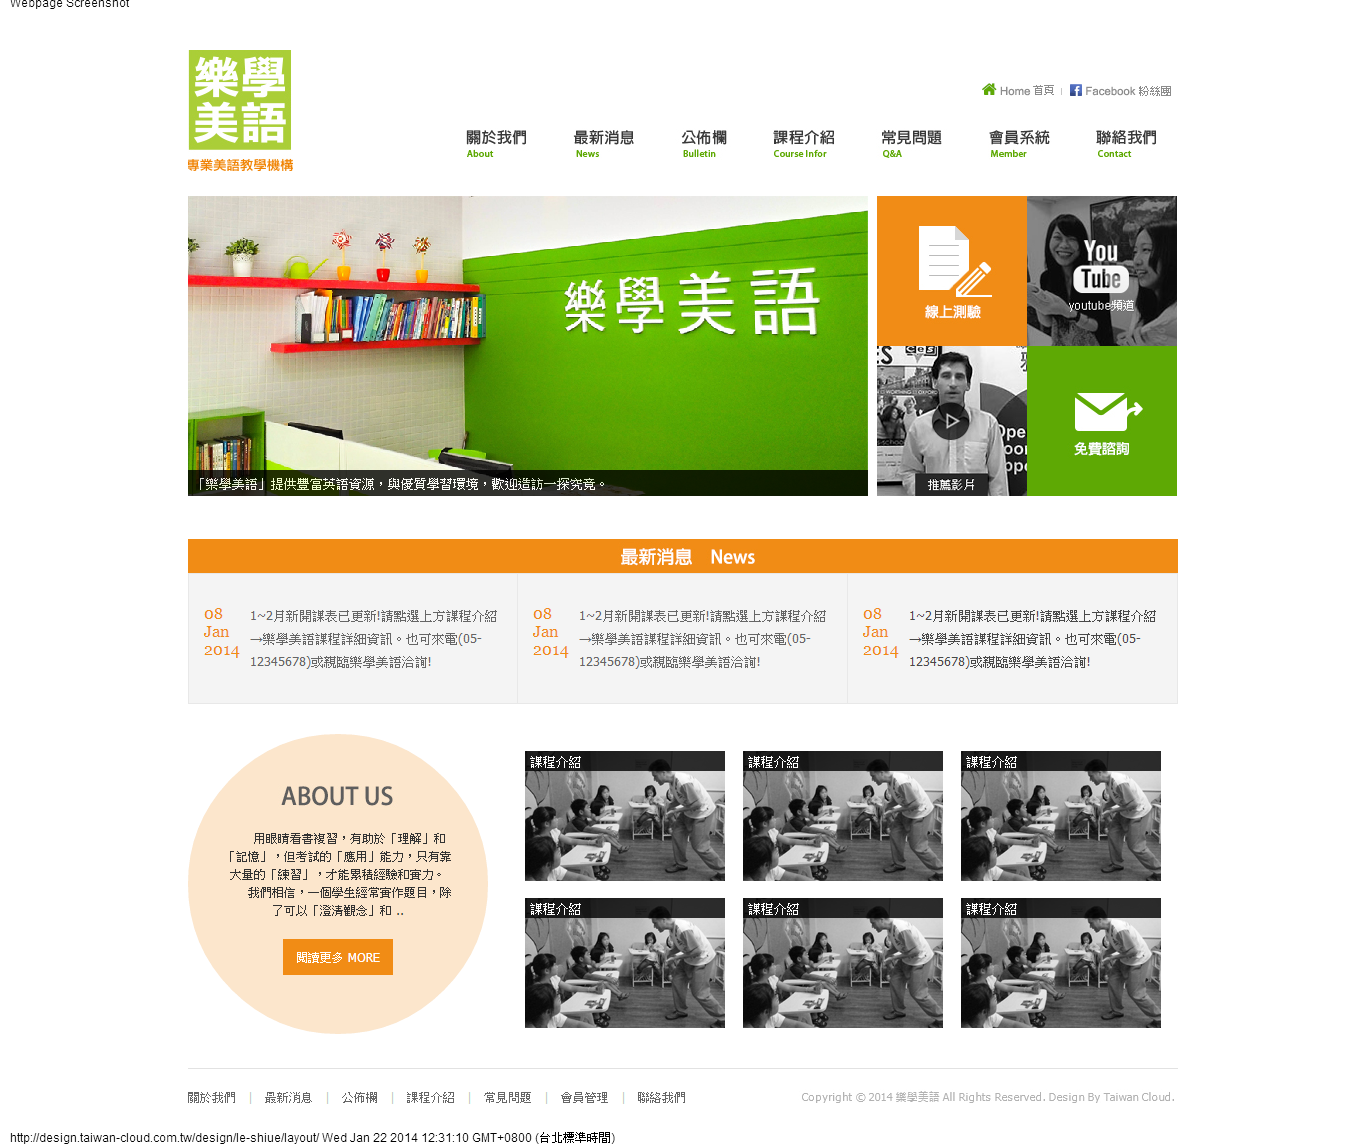 Webpage Screenshot
樂學
美語
專業美語教學機構
Home 首頁
Facebook 粉絲團
關於我們 最新消息 公佈欄 課程介紹 常見問題 會員系統 聯絡我們
About News Bulletin Course Infor Q&A Member Contact
樂學美語
「樂學美語」提供豐富英語資源，與優質學習環境，歡迎造訪一探究竟。
線上測驗
You
Tube
youtube頻道
推薦影片
免費諮詢
最新消息 News
08
Jan
2014
1~2月新開課表已更新!請點選上方課程介紹
→樂學美語課程詳細資訊。也可來電(05-
12345678)或親臨樂學美語洽詢!
08
Jan
2014
1~2月新開課表已更新!請點選上方課程介紹
→樂學美語課程詳細資訊。也可來電(05-
12345678)或親臨樂學美語洽詢!
08
Jan
2014
1~2月新開課表已更新!請點選上方課程介紹
→樂學美語課程詳細資訊。也可來電(05-
12345678)或親臨樂學美語洽詢!
ABOUT US
用眼睛看書複習，有助於「理解」和
「記憶」，但考試的「應用」能力，只有靠
大量的「練習」，才能累積經驗和實力。
我們相信，一個學生經常實作題目，除
了可以「澄清觀念」和 ..
閱讀更多 MORE
課程介紹
課程介紹
課程介紹
課程介紹
課程介紹
課程介紹
關於我們 | 最新消息 | 公佈欄 | 課程介紹 | 常見問題 | 會員管理 | 聯絡我們
Copyright © 2014 樂學美語 All Rights Reserved. Design By Taiwan Cloud.
http://design.taiwan-cloud.com.tw/design/le-shiue/layout/ Wed Jan 22 2014 12:31:10 GMT+0800 (台北標準時間)